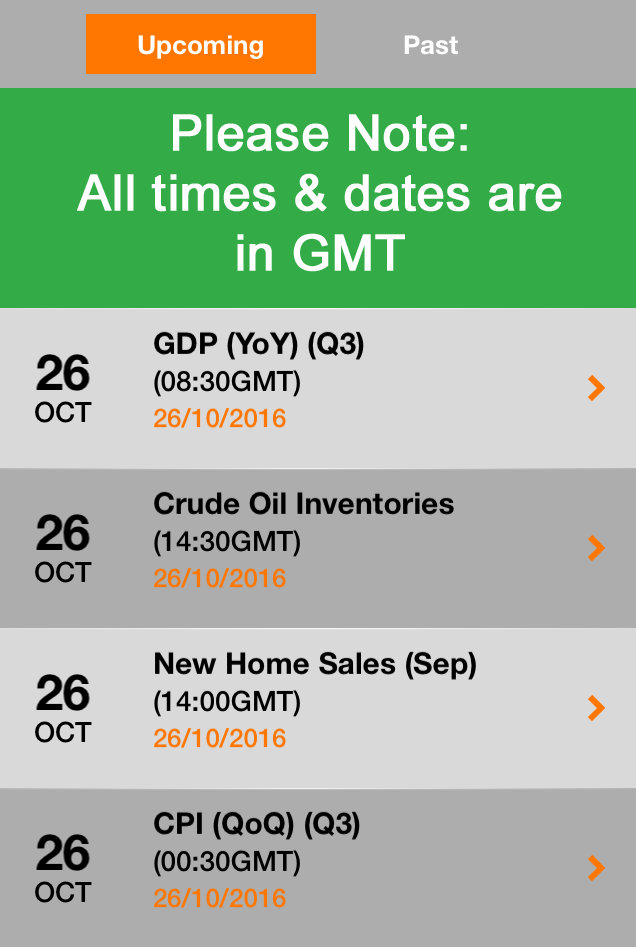 Upcoming Past
Please Note:
All times & dates are
in GMT
26
OCT
GDP (YoY) (Q3)
(08:30GMT)
26/10/2016
26
OCT
Crude Oil Inventories
(14:30GMT)
26/10/2016
26
OCT
New Home Sales (Sep)
(14:00GMT)
26/10/2016
26
OCT
CPI (QoQ) (Q3)
(00:30GMT)
26/10/2016